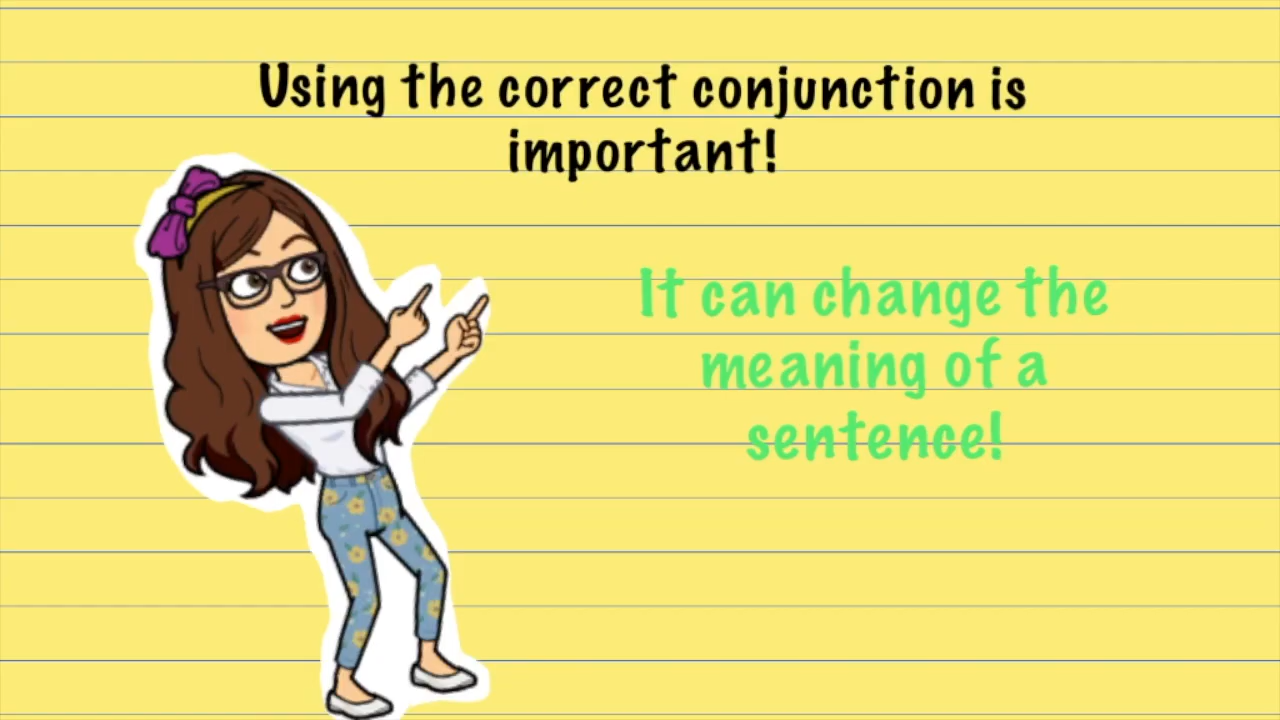 Using the correct conjunction is
important!
It can change the
meaning of a
sentence!